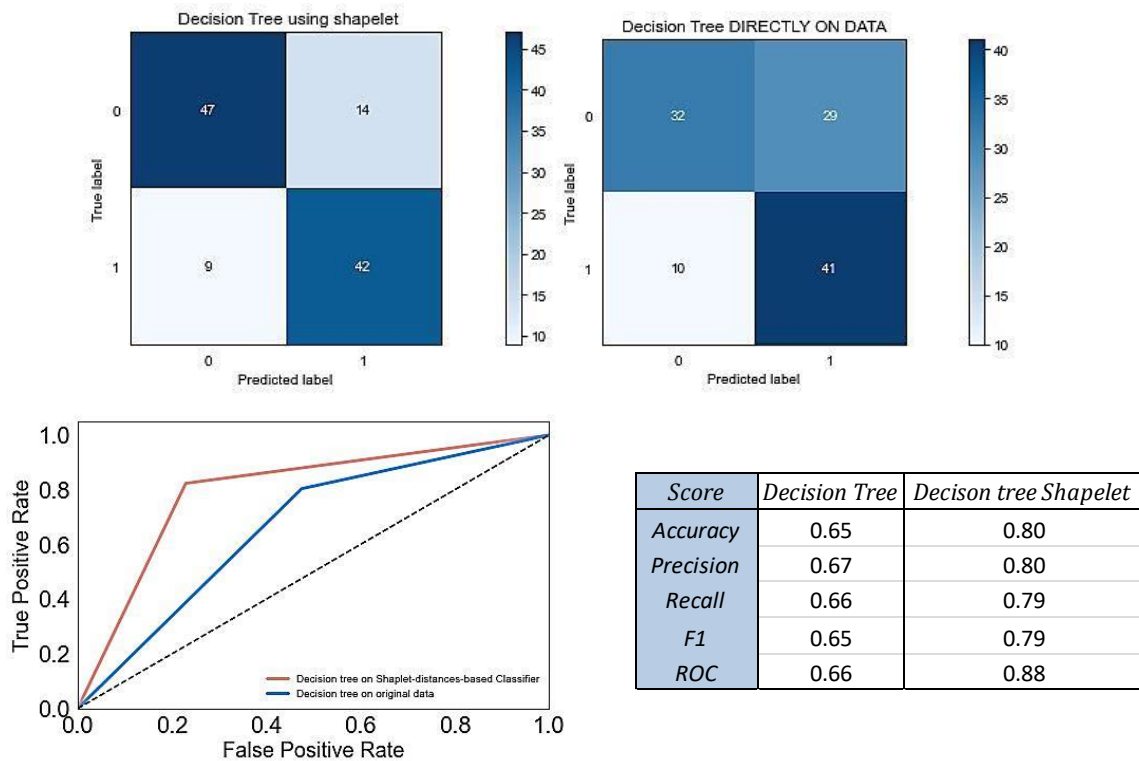 Decision Tree using shapelet
0
47
14
True label
1
9
42
0
1
Predicted label
45
40
35
30
25
20
15
10
Decision Tree DIRECTLY ON DATA
0
32
29
True label
1
10
41
0
1
Predicted label
40
35
30
25
20
15
10
1.0
0.8
0.6
0.4
0.2
0.0
True Positive Rate
Decision tree on Shaplet-distances-based Classifier
Decision tree on original data
0.0 0.2 0.4 0.6 0.8 1.0
False Positive Rate
Score Decision Tree Decison tree Shapelet
Accuracy 0.65 0.80
Precision 0.67 0.80
Recall 0.66 0.79
F1 0.65 0.79
ROC 0.66 0.88